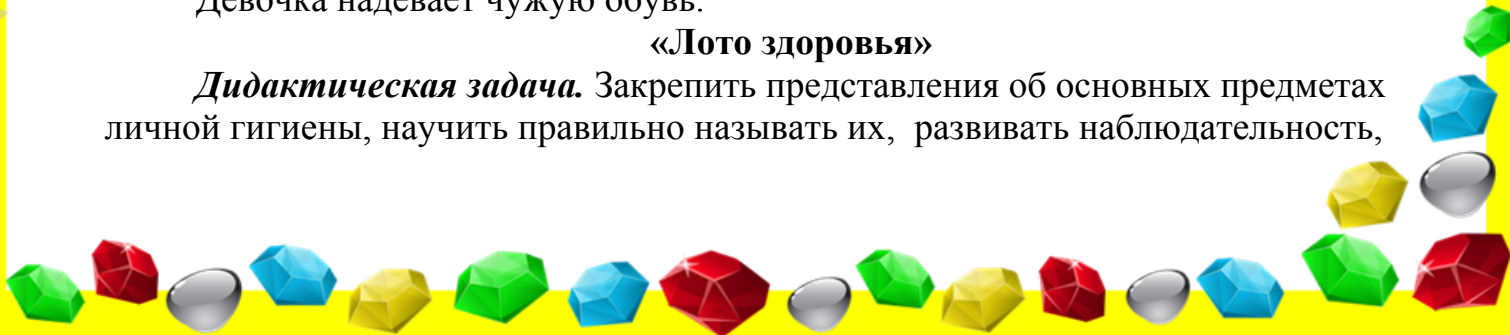 Девочка надевает чужую обувь.
«Лото здоровья»
Дидактическая задача. Закрепить представления об основных предметах
личной гигиены, научить правильно называть их, развивать наблюдательность,